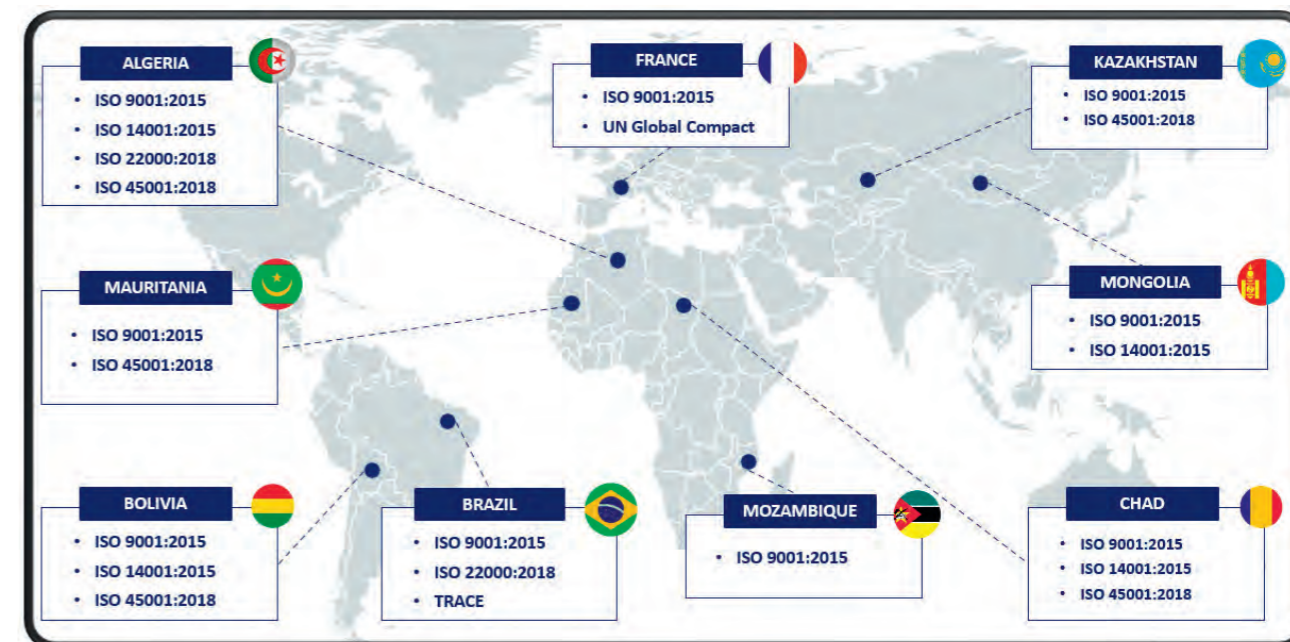 ALGERIA
• ISO 9001:2015
• ISO 14001:2015
• ISO 22000:2018
• ISO 45001:2018
FRANCE
• ISO 9001:2015
• UN Global Compact
KAZAKHSTAN
• ISO 9001:2015
• ISO 45001:2018
MAURITANIA
• ISO 9001:2015
• ISO 45001:2018
MONGOLIA
• ISO 9001:2015
• ISO 14001:2015
BOLIVIA
• ISO 9001:2015
• ISO 14001:2015
• ISO 45001:2018
BRAZIL
• ISO 9001:2015
• ISO 22000:2018
• TRACE
MOZAMBIQUE
• ISO 9001:2015
CHAD
• ISO 9001:2015
• ISO 14001:2015
• ISO 45001:2018